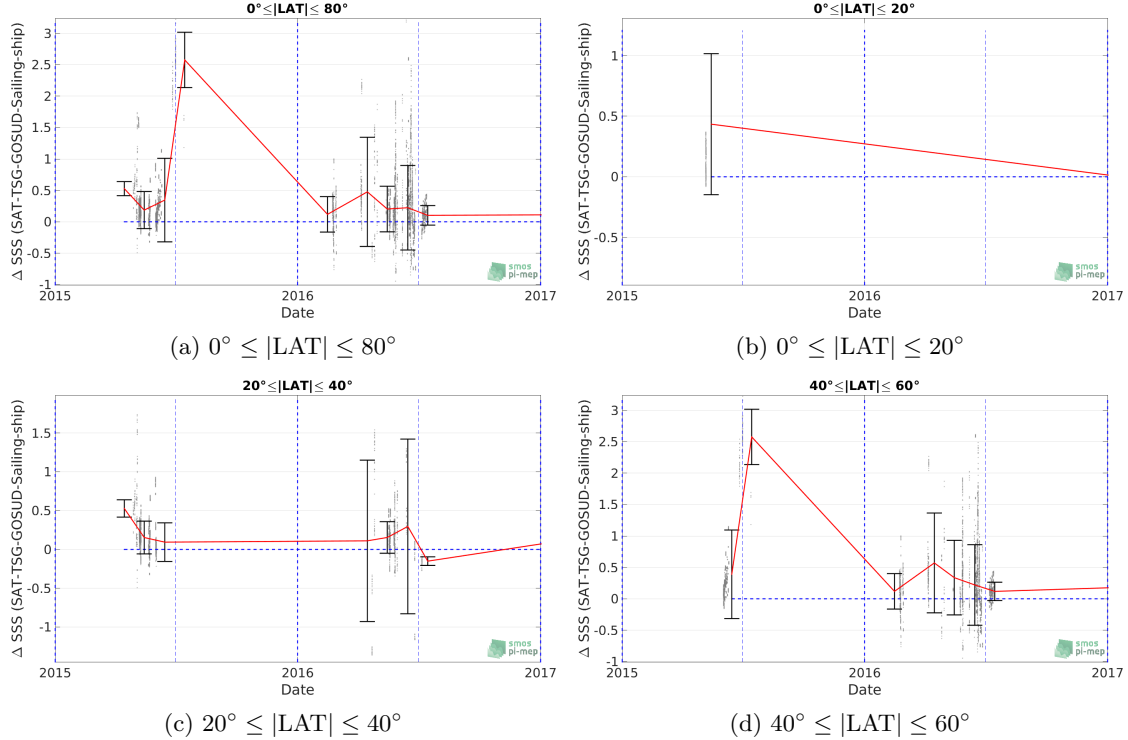 0°≤|LAT|≤ 80°
3
2.5
2
1.5
1
0.5
0
-0.5
-1
Δ SSS (SAT-TSG-GOSUD-Sailing-ship)
2015
2016
2017
Date
smos
pi-mep
(a) 0° ≤ |LAT| ≤ 80°
0°≤|LAT|≤ 20°
1
0.5
0
-0.5
Δ SSS (SAT-TSG-GOSUD-Sailing-ship)
2015
2016
2017
Date
smos
pi-mep
(b) 0° ≤ |LAT| ≤ 20°
20°≤|LAT|≤ 40°
1.5
1
0.5
0
-0.5
-1
Δ SSS (SAT-TSG-GOSUD-Sailing-ship)
2015
2016
2017
Date
smos
pi-mep
(c) 20° ≤ |LAT| ≤ 40°
40°≤|LAT|≤ 60°
3
2.5
2
1.5
1
0.5
0
-0.5
-1
Δ SSS (SAT-TSG-GOSUD-Sailing-ship)
2015
2016
2017
Date
smos
pi-mep
(d) 40° ≤ |LAT| ≤ 60°